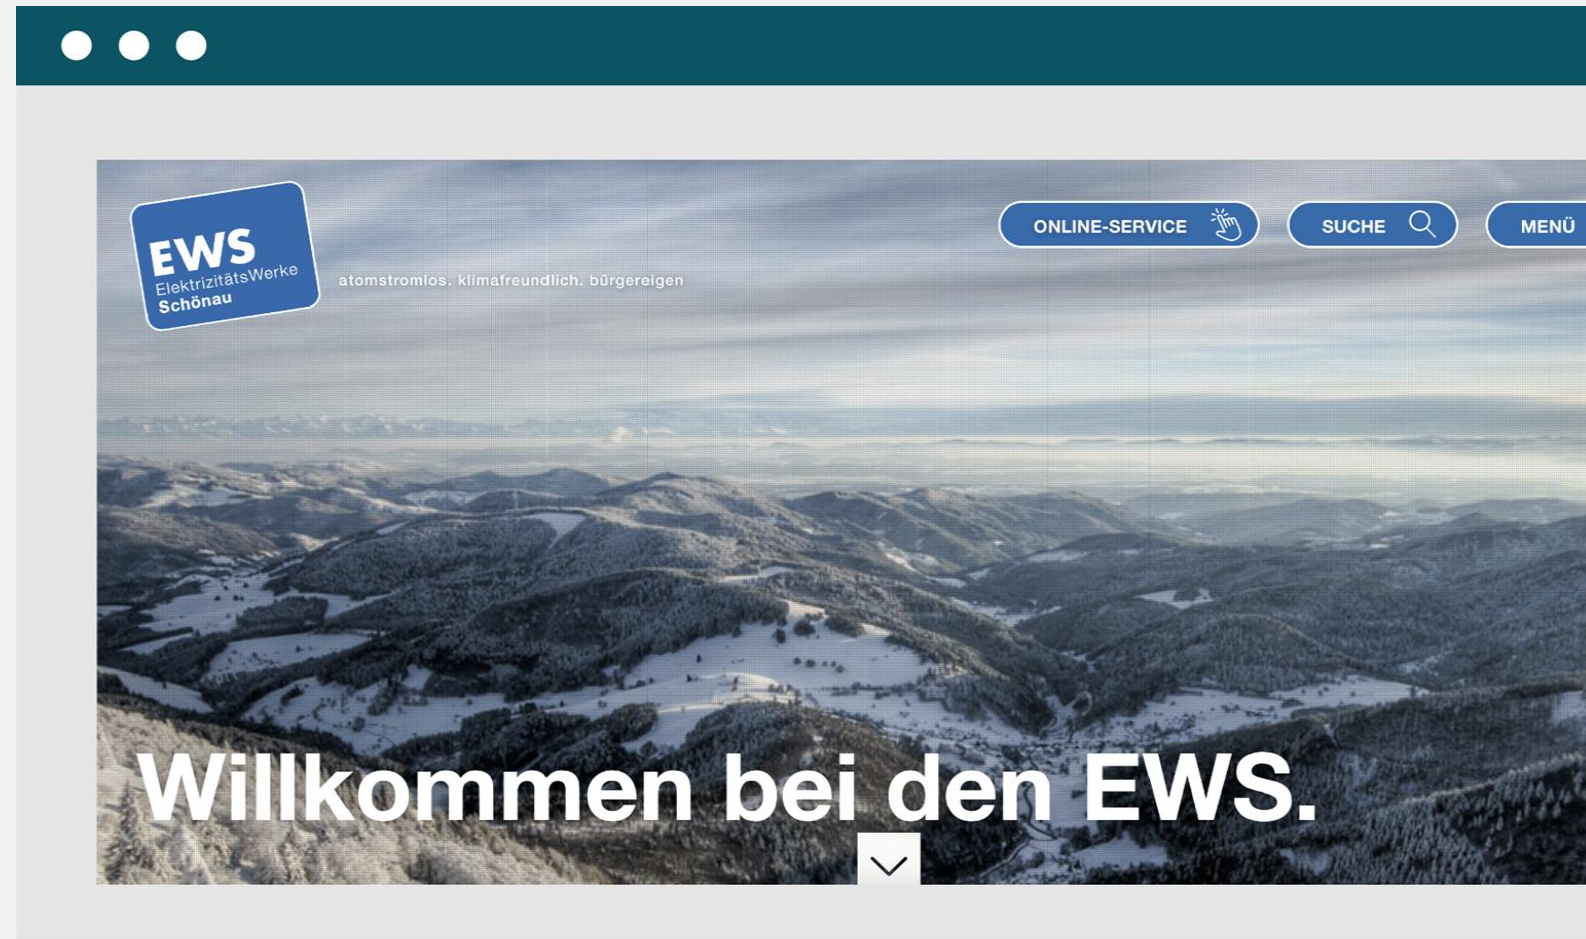 EWS
ElektrizitätsWerke
Schönau
atomstromlos. klimafreundlich. bürgereigen
ONLINE-SERVICE
SUCHE
MENÜ
Willkommen bei den EWS.